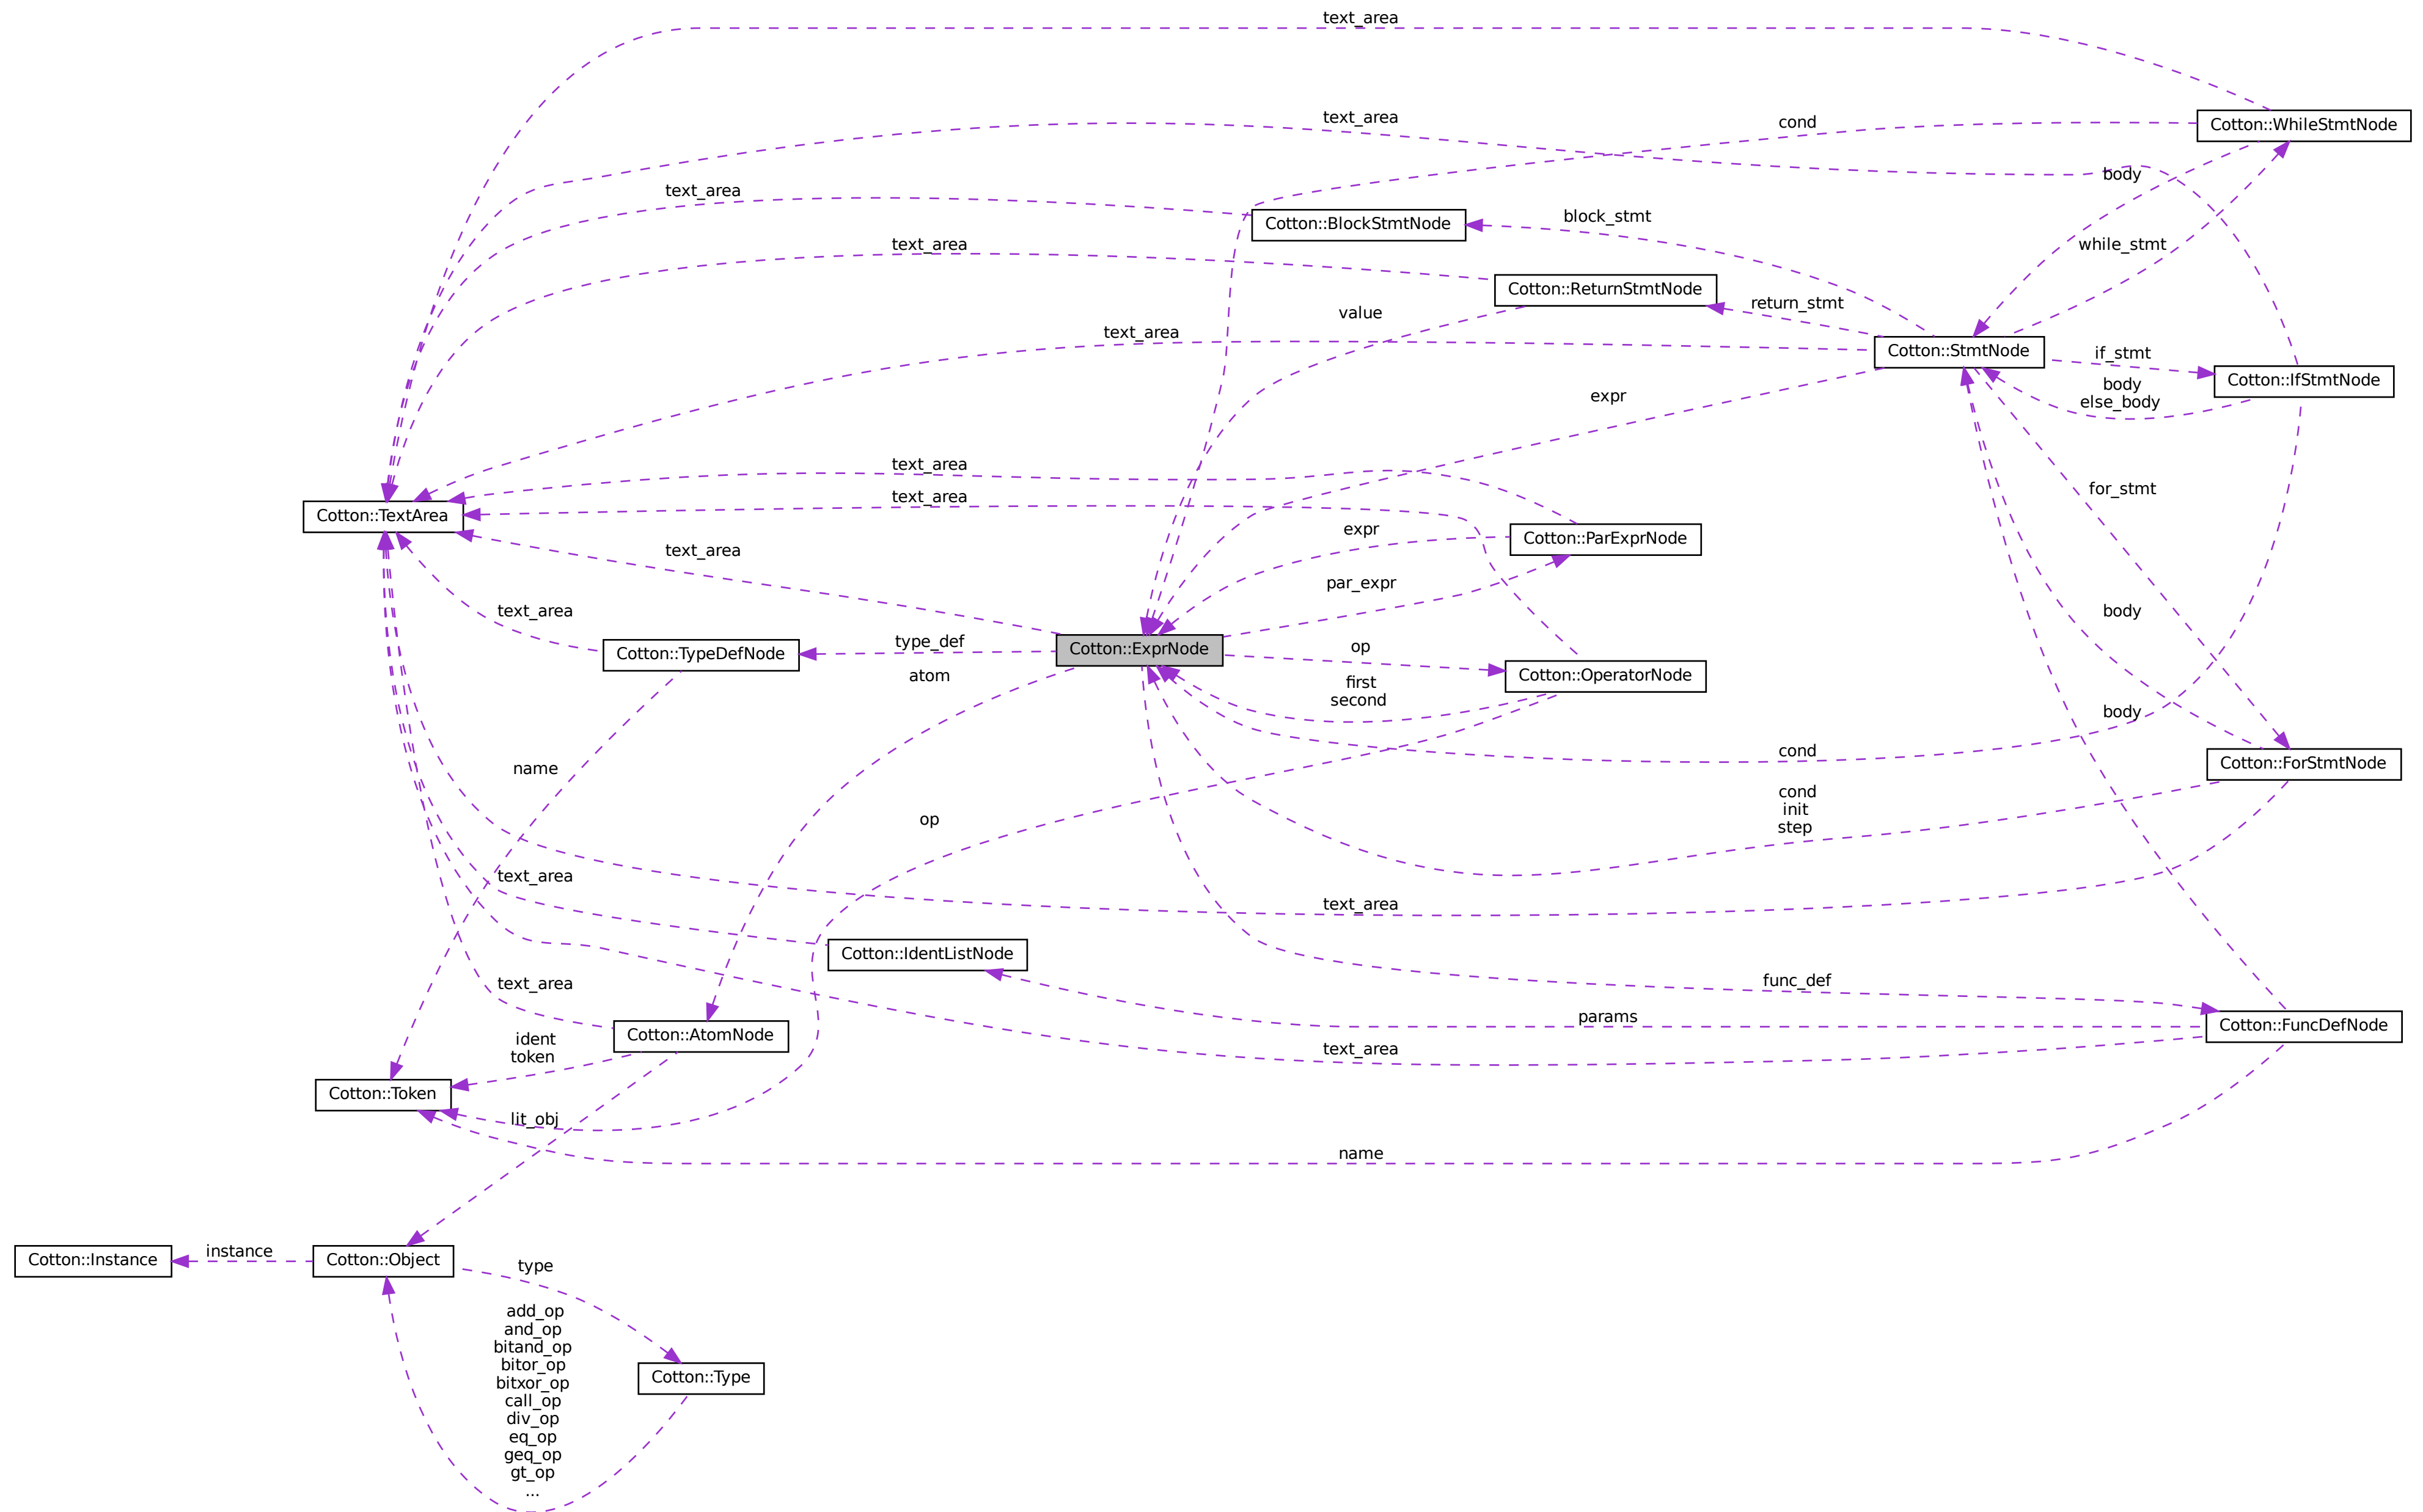 text_area
text_area
cond
Cotton::WhileStmtNode
body
text_area
block_stmt
Cotton::BlockStmtNode
text_area
while_stmt
Cotton::ReturnStmtNode
return_stmt
value
text_area
Cotton::StmtNode
if_stmt
Cotton::IfStmtNode
body
else_body
expr
text_area
for_stmt
text_area
Cotton::TextArea
expr
Cotton::ParExprNode
text_area
par_expr
text_area
body
type_def
Cotton::TypeDefNode
Cotton::ExprNode
op
atom
Cotton::OperatorNode
first
second
body
cond
name
Cotton::ForStmtNode
cond
init
step
op
text_area
text_area
Cotton::IdentListNode
func_def
text_area
params
Cotton::FuncDefNode
Cotton::AtomNode
ident
token
text_area
Cotton::Token
lit_obj
name
instance
Cotton::Instance
Cotton::Object
type
add_op
and_op
bitand_op
bitor_op
bitxor_op
call_op
div_op
eq_op
geq_op
gt_op
...
Cotton::Type